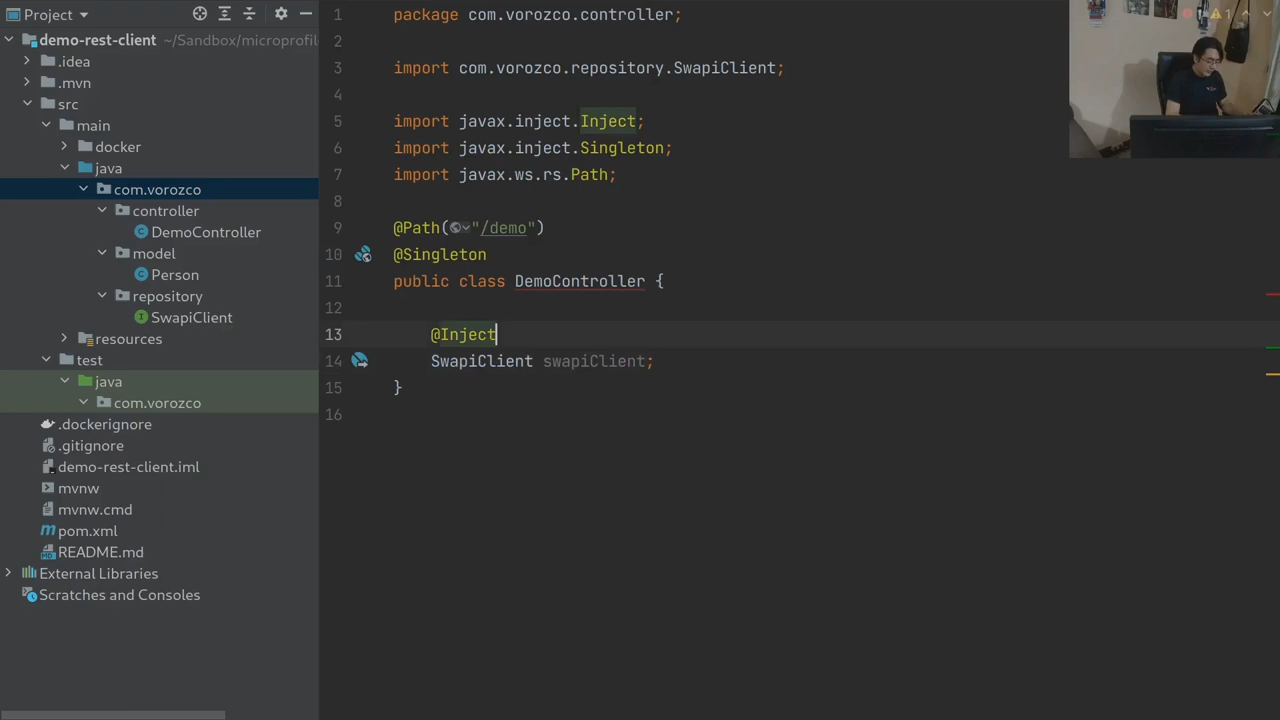 Project
demo-rest-client ~/Sandbox/microprofil
.idea
.mvn
src
main
docker
java
com.vorozco
controller
DemoController
model
Person
repository
SwapiClient
resources
test
java
com.vorozco
.dockerignore
.gitignore
demo-rest-client.iml
mvnw
mvnw.cmd
pom.xml
README.md
External Libraries
Scratches and Consoles
1 package com.vorozco.controller;
2
3 import com.vorozco.repository.SwapiClient;
4
5 import javax.inject.Inject;
6 import javax.inject.Singleton;
7 import javax.ws.rs.Path;
8
9 @Path("/demo")
10 @Singleton
11 public class DemoController {
12
13 @Inject
14 SwapiClient swapiClient;
15 }
16
1 1